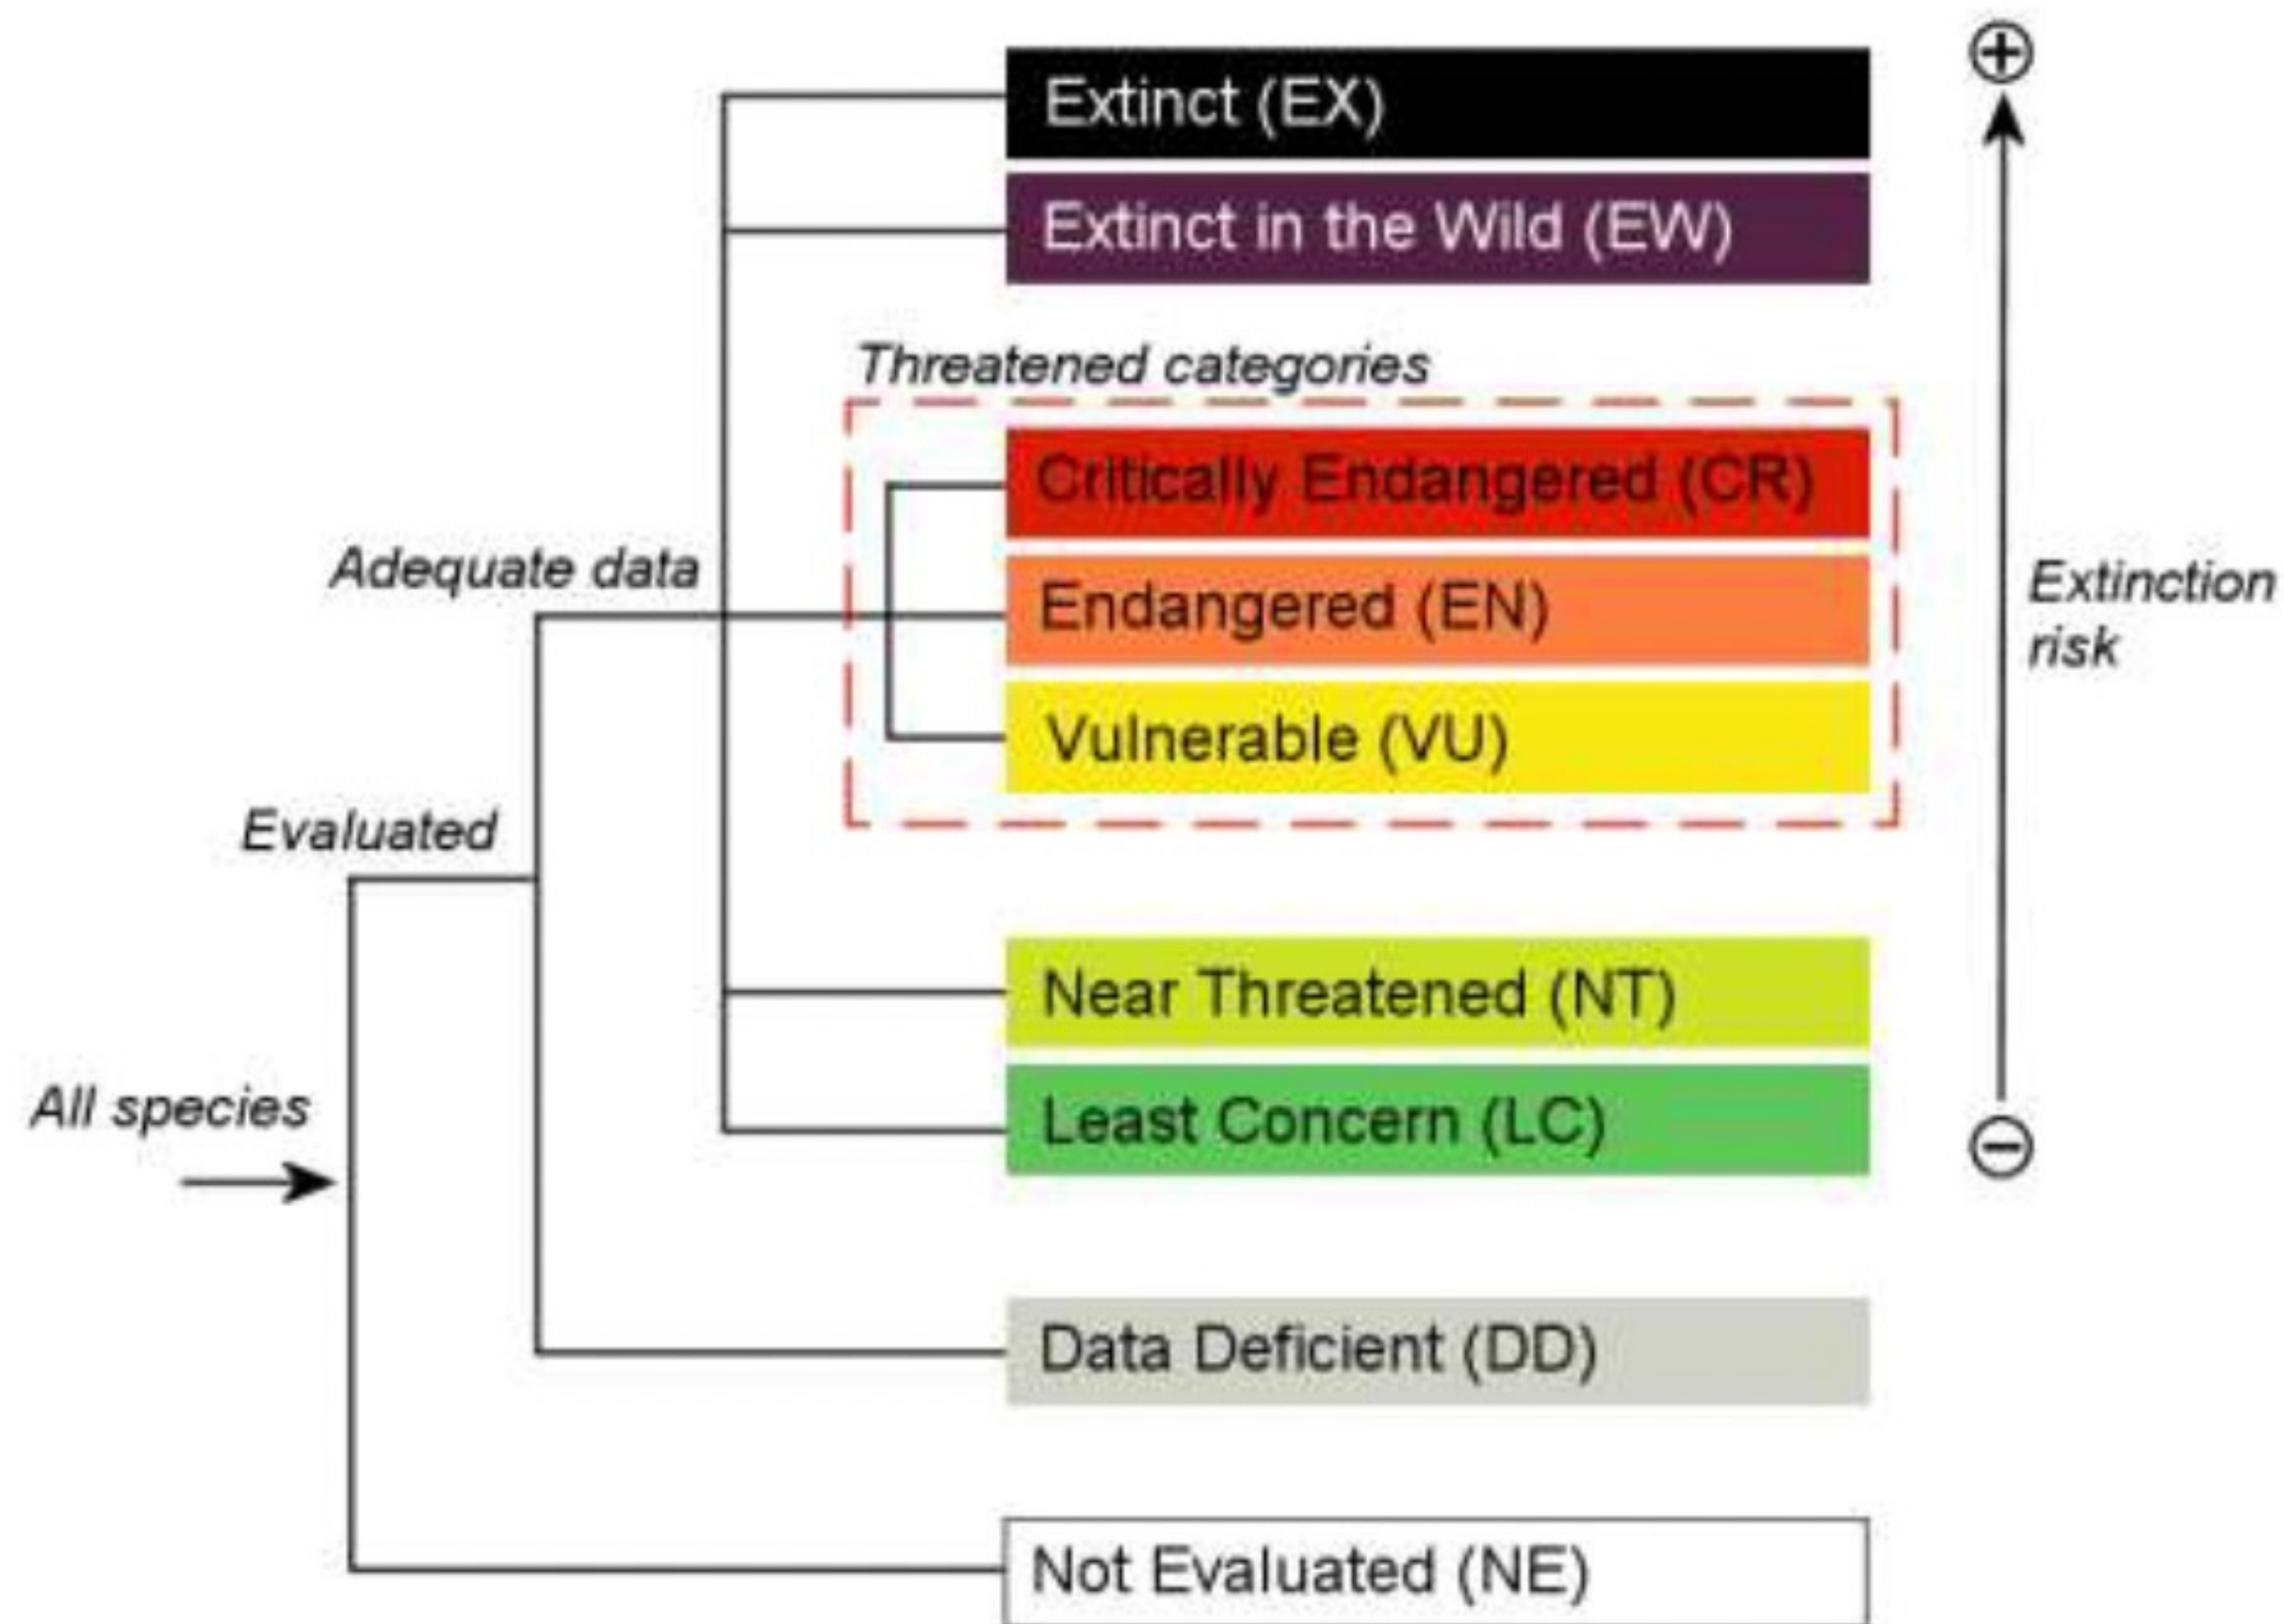 Extinct (EX)
Extinct in the Wild (EW)
Threatened categories
Critically Endangered (CR)
Adequate data
Endangered (EN)
Extinction
risk
Vulnerable (VU)
Evaluated
Near Threatened (NT)
All species
Least Concern (LC)
Data Deficient (DD)
Not Evaluated (NE)